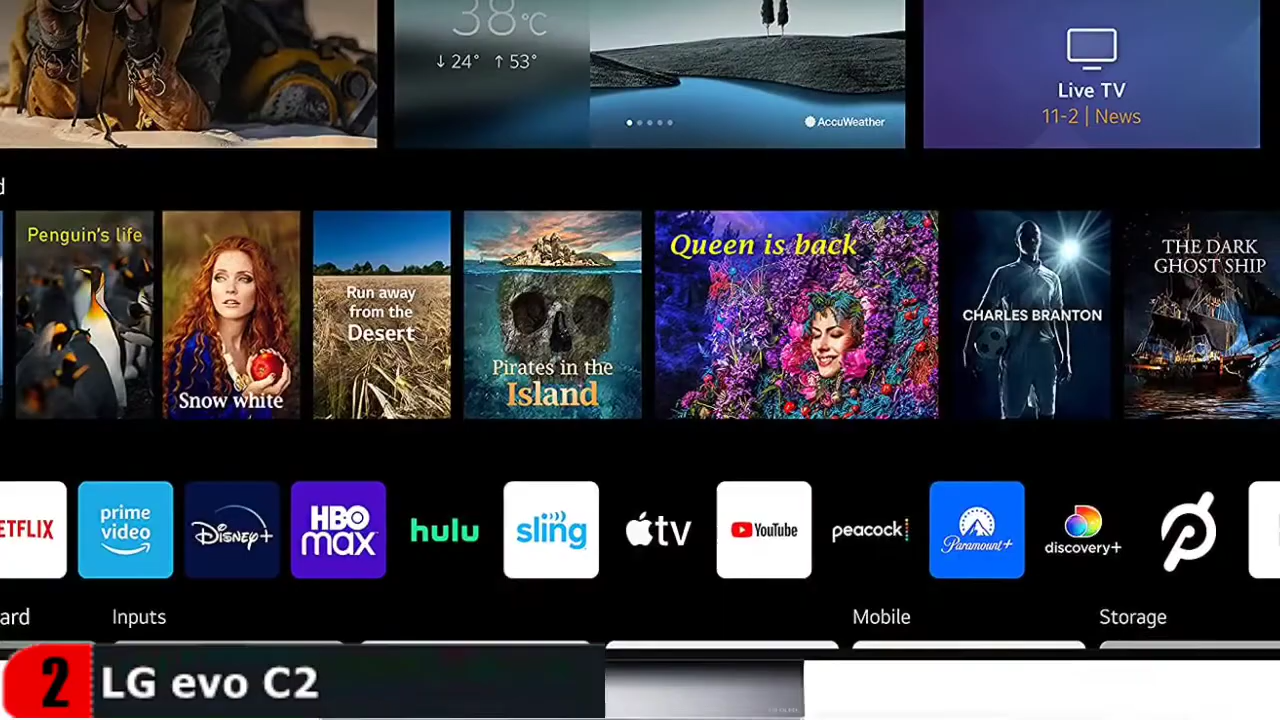 38°C
↓ 24° ↑ 53°
AccuWeather
Live TV
11-2 | News
d
Penguin's life
Snow white
Run away
from the
Desert
Pirates in the
Island
Queen is back
CHARLES BRANTON
THE DARK
GHOST SHIP
ETFLIX
prime
video
Disney+
HBO
max
hulu
sling
tv
YouTube
peacock
Paramount+
discovery+
ard
Inputs
Mobile
Storage
2
LG evo C2